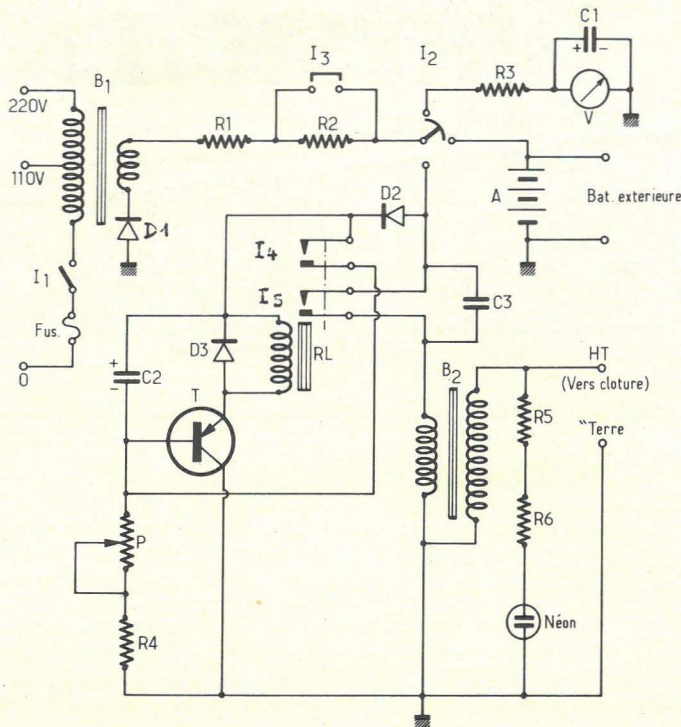 C1
+ −
I3
I2
R3
B1
220V
V
R1
R2
110V
D2
A
Bat. exterieure
D1
I4
I1
I5
C3
Fus.
D3
RL
+
C2
−
B2
HT
(Vers cloture)
0
T
R5
"Terre
R6
P
Néon
R4